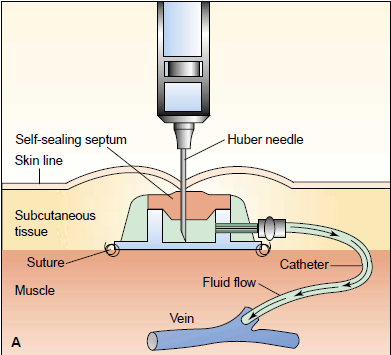 Self-sealing septum
Huber needle
Skin line
Subcutaneous
tissue
Suture
Catheter
Muscle
Fluid flow
Vein
A